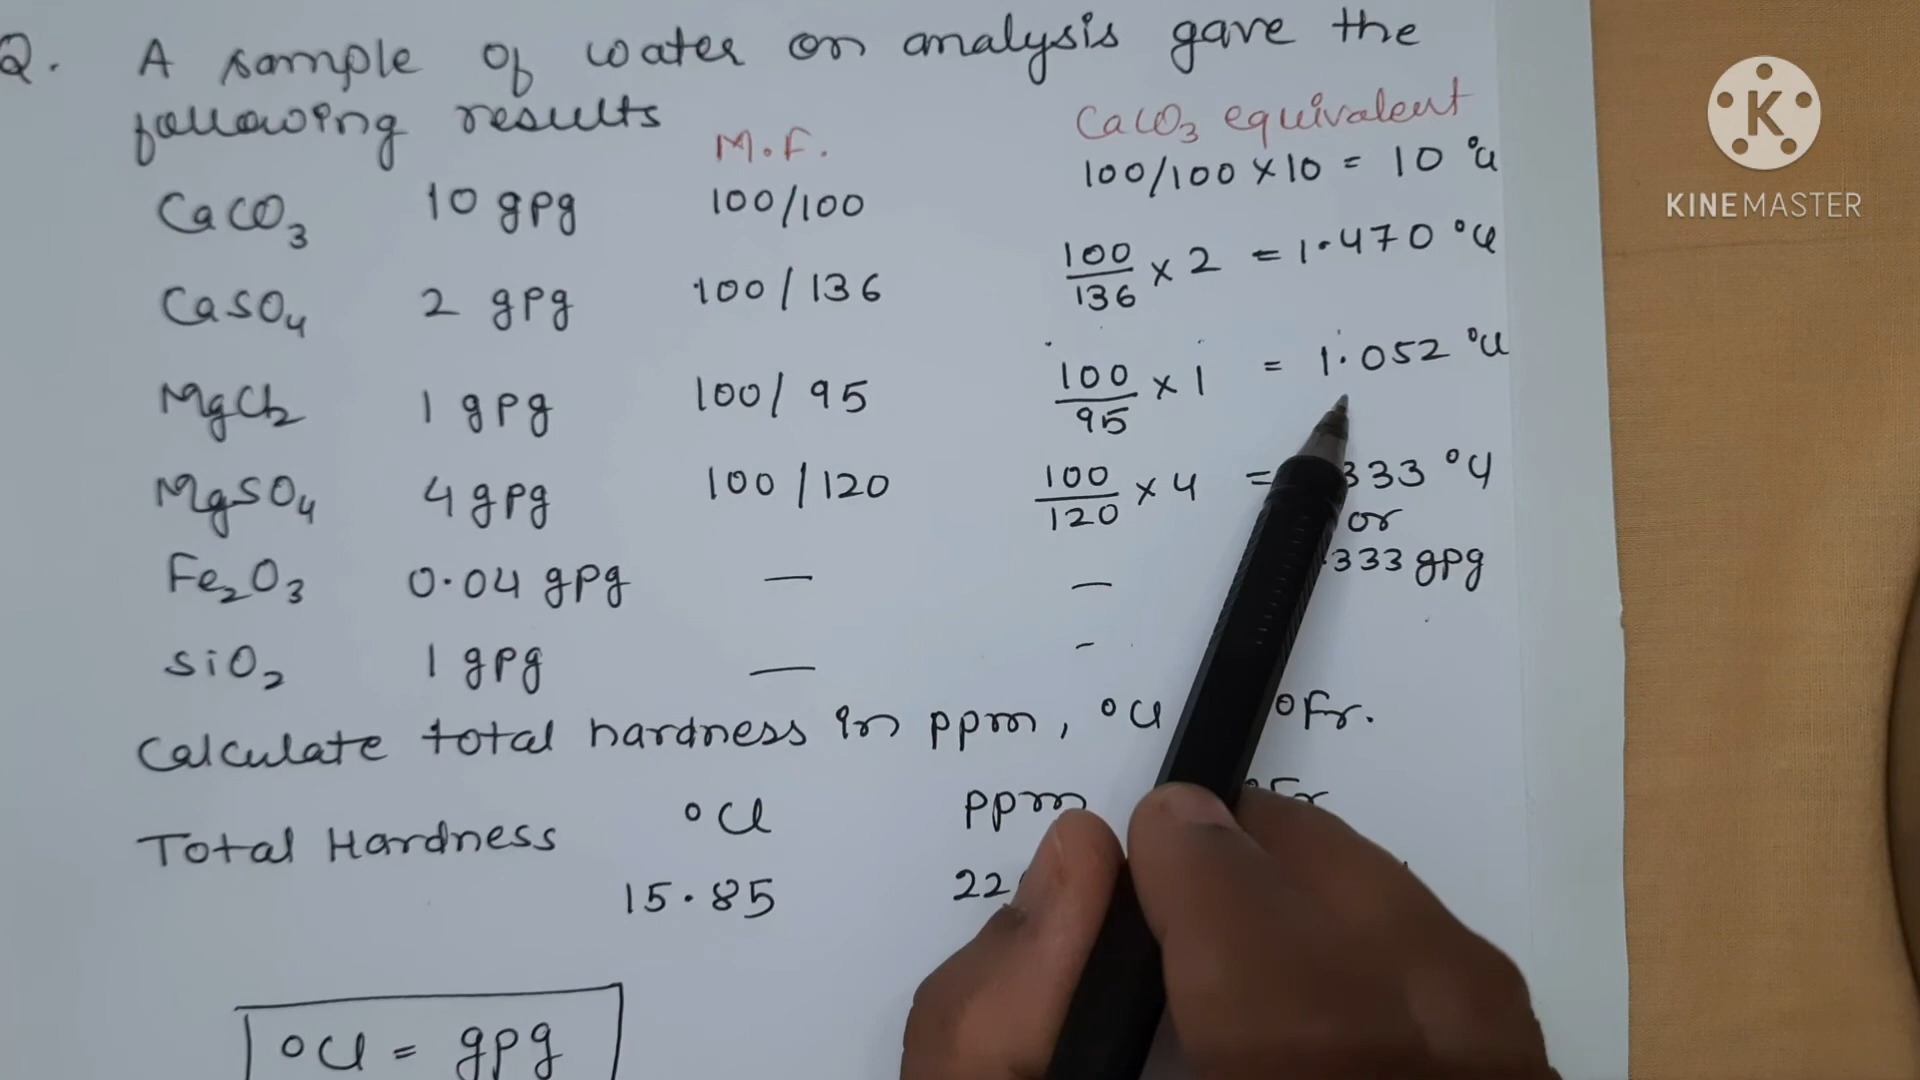 Q. A sample of water on analysis gave the
following results
M.F. CaCO3 equivalent
CaCO3 10 gpg 100/100 100/100 × 10 = 10 °Cl
CaSO4 2 gpg 100/136 100/136 × 2 = 1.470 °Cl
MgCl2 1 gpg 100/95 100/95 × 1 = 1.052 °Cl
MgSO4 4 gpg 100/120 100/120 × 4 = 333 °Cl
or
.333 gpg
Fe2O3 0.04 gpg — —
SiO2 1 gpg — -
Calculate total hardness in ppm, °Cl °Fr.
Total Hardness °Cl ppm °Fr
15.85 22
°Cl = gpg
K
KINEMASTER